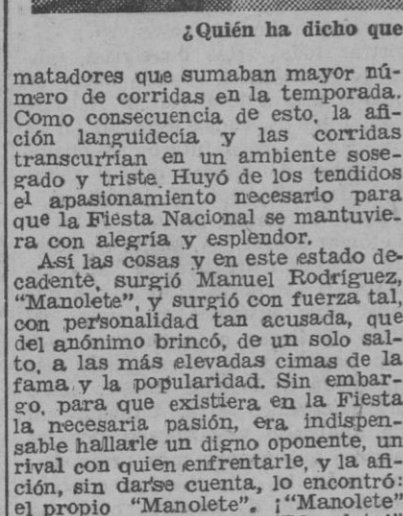 ¿Quién ha dicho que
matadores que sumaban mayor nú-
mero de corridas en la temporada.
Como consecuencia de esto, la afi-
ción languidecía y las corridas
transcurrían en un ambiente sose-
gado y triste. Huyó de los tendidos
el apasionamiento necesario para
que la Fiesta Nacional se mantuvie-
ra con alegría y esplendor.
Así las cosas y en este estado de-
cadente, surgió Manuel Rodríguez,
"Manolete", y surgió con fuerza tal,
con personalidad tan acusada, que
del anónimo brincó, de un solo sal-
to, a las más elevadas cimas de la
fama y la popularidad. Sin embar-
go, para que existiera en la Fiesta
la necesaria pasión, era indispen-
sable hallarle un digno oponente, un
rival con quien enfrentarle, y la afi-
ción, sin darse cuenta, lo encontró:
el propio "Manolete". ¡"Manolete"